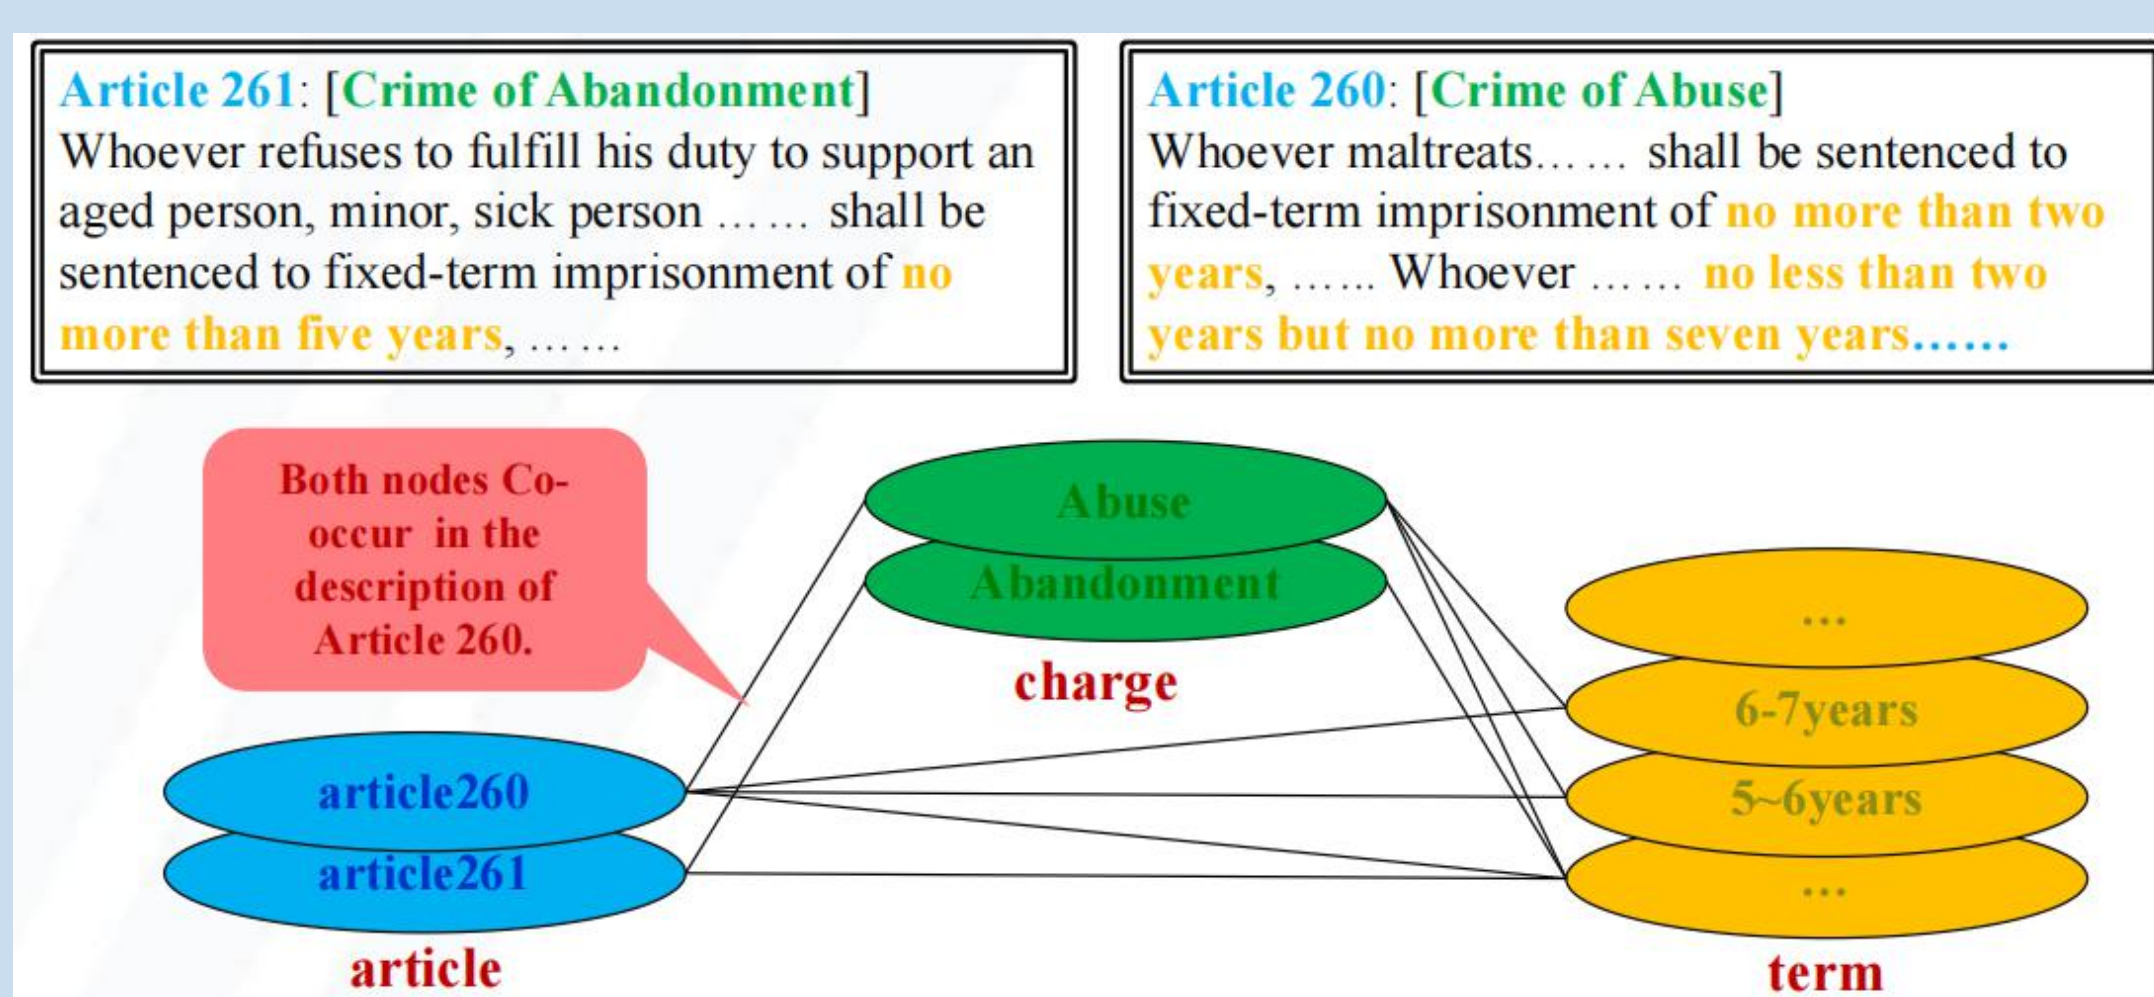 Article 261: [Crime of Abandonment]
Whoever refuses to fulfill his duty to support an
aged person, minor, sick person …… shall be
sentenced to fixed-term imprisonment of no
more than five years, ……
Article 260: [Crime of Abuse]
Whoever maltreats…… shall be sentenced to
fixed-term imprisonment of no more than two
years, …... Whoever …… no less than two
years but no more than seven years……
Both nodes Co-
occur in the
description of
Article 260.
Abuse
Abandonment
charge
article260
article261
article
…
6-7years
5~6years
…
term